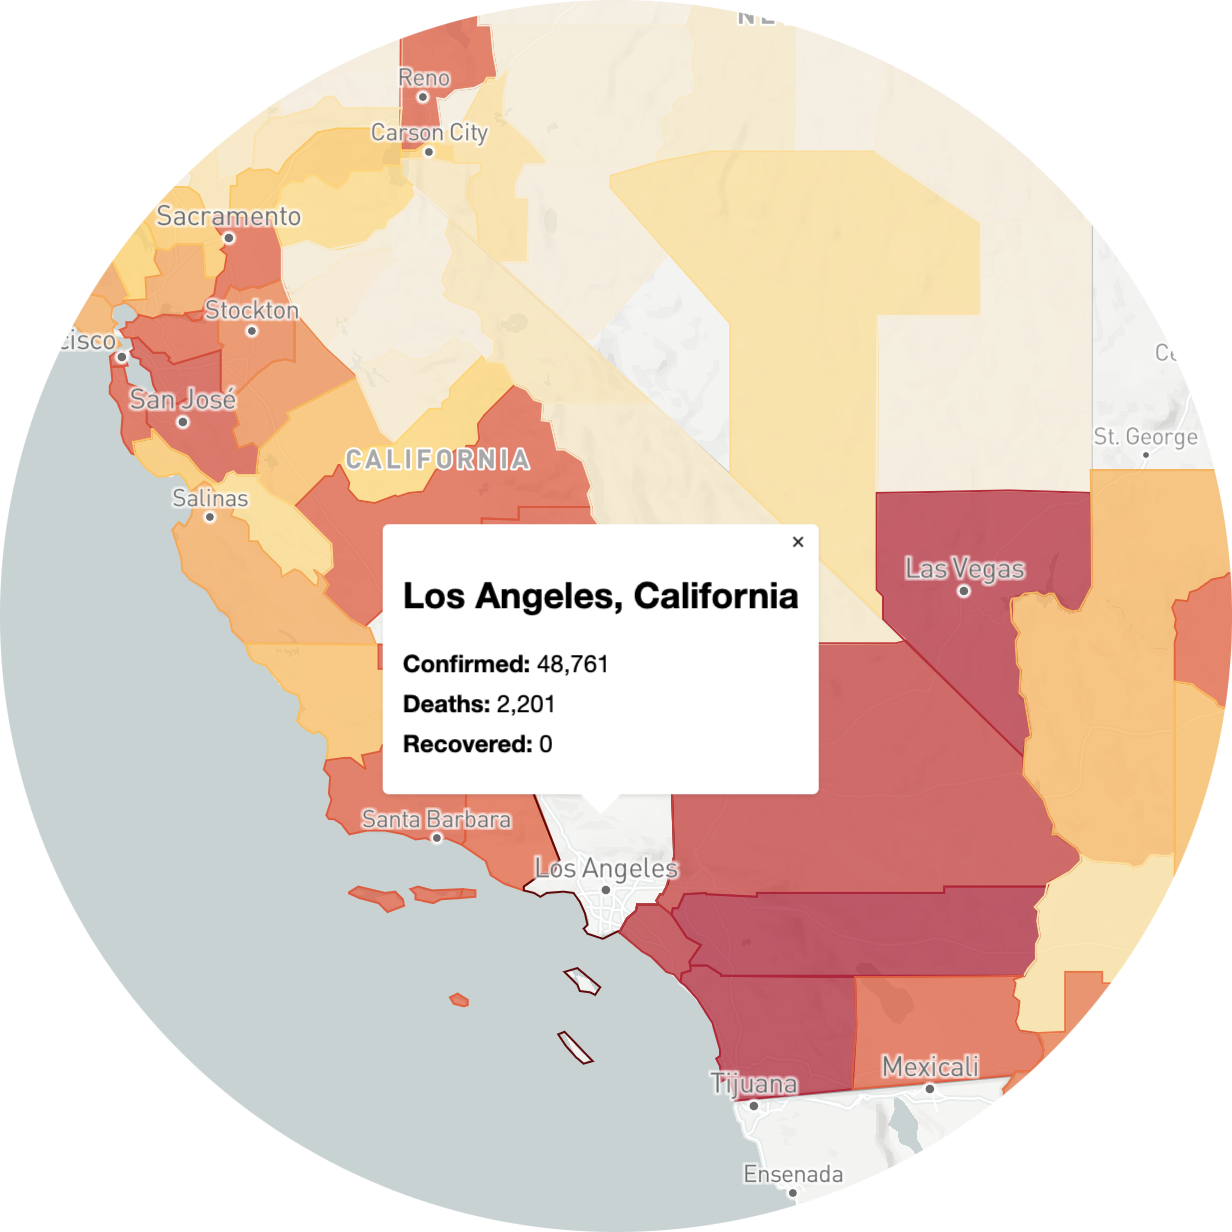 NE
Reno
Carson City
Sacramento
Stockton
cisco
San José
CALIFORNIA
St. George
Salinas
×
Los Angeles, California
Las Vegas
Confirmed: 48,761
Deaths: 2,201
Recovered: 0
Santa Barbara
Los Angeles
Mexicali
Tijuana
Ensenada